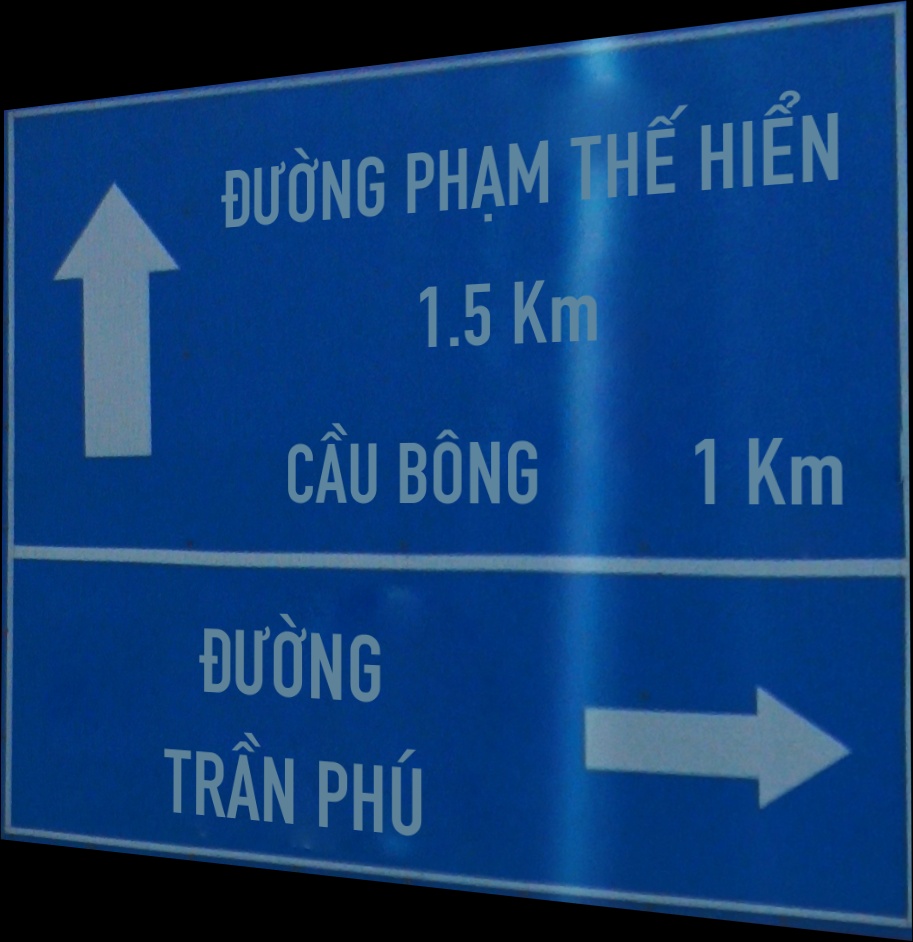 ĐƯỜNG PHẠM THẾ HIỂN
1.5 Km
CẦU BÔNG 1 Km
ĐƯỜNG
TRẦN PHÚ